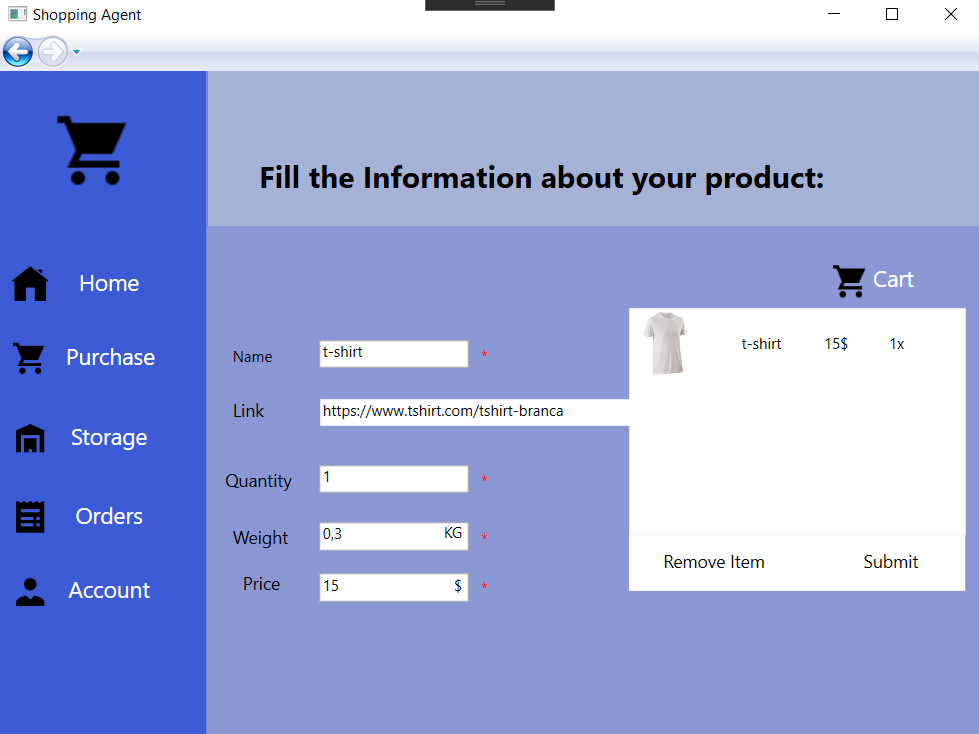 Shopping Agent
Fill the Information about your product:
Home
Purchase
Storage
Orders
Account
Name
t-shirt
*
Link
https://www.tshirt.com/tshirt-branca
Quantity
1
*
Weight
0,3 KG
*
Price
15 $
*
Cart
t-shirt 15$ 1x
Remove Item
Submit